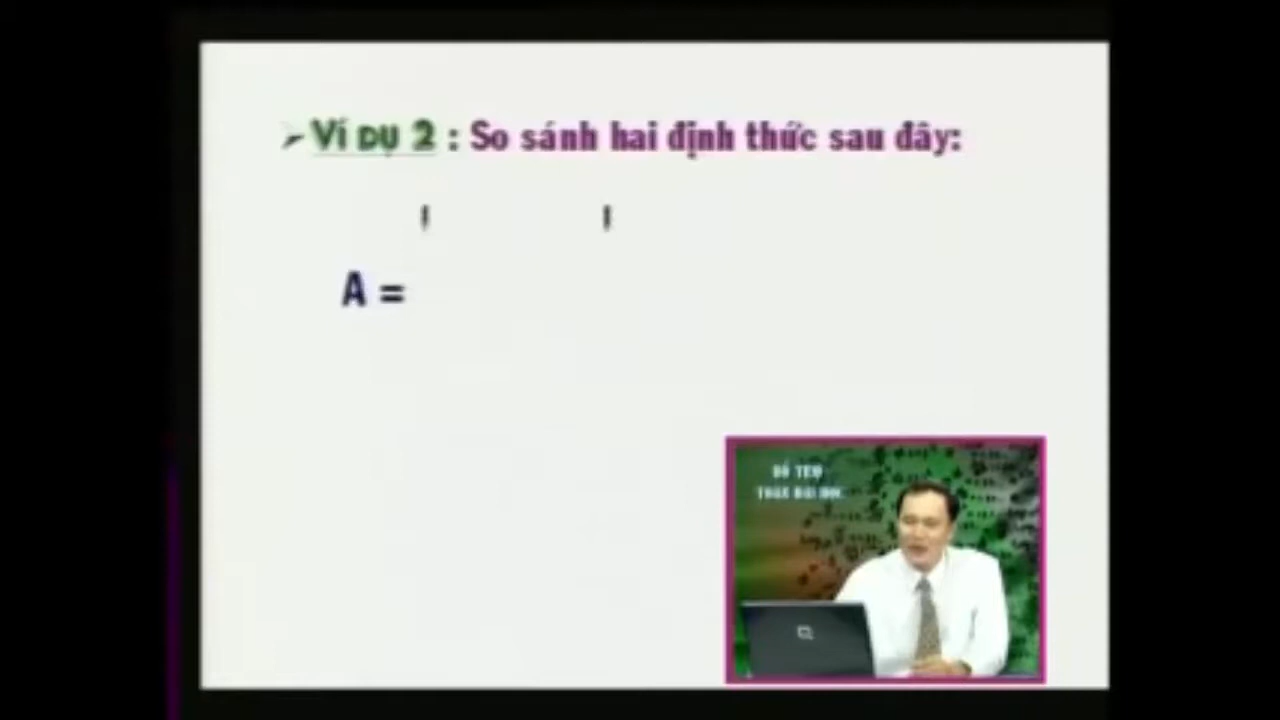 Ví DỤ 2 : So sánh hai định thức sau đây:
A =